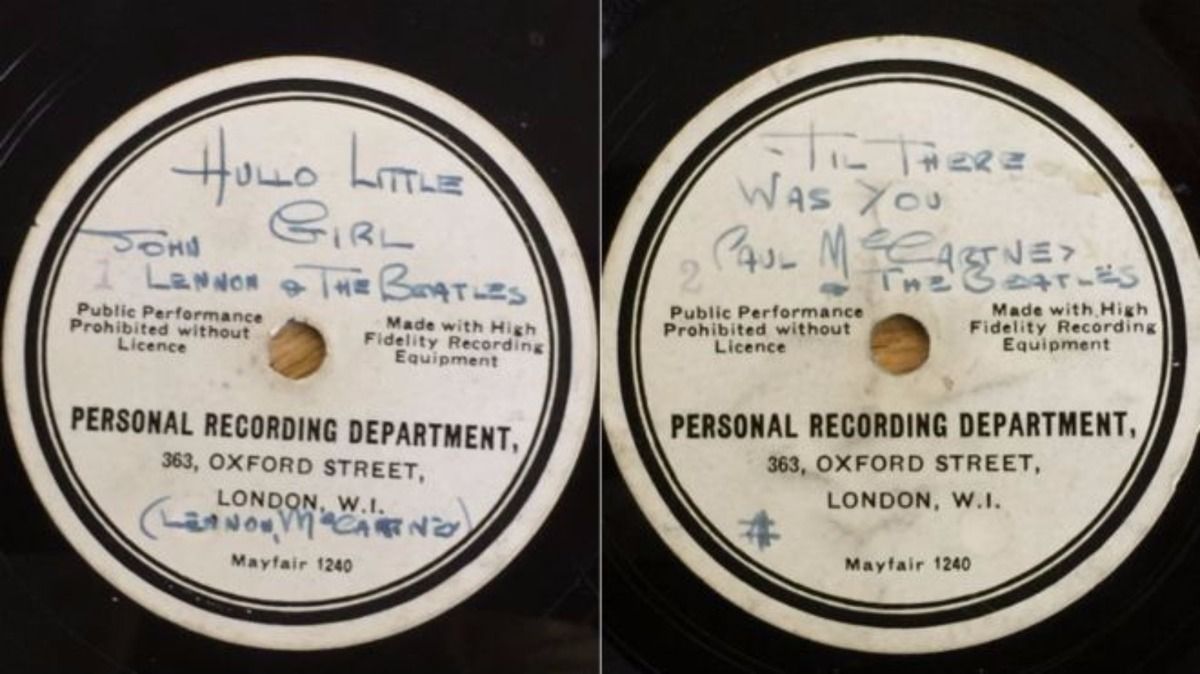 HULLO LITTLE
GIRL
JOHN
1 LENNON & THE BEATLES
Public Performance
Prohibited without
Licence
Made with High
Fidelity Recording
Equipment
PERSONAL RECORDING DEPARTMENT,
363, OXFORD STREET,
LONDON, W.I.
(LENNON, McCARTNEY)
Mayfair 1240
'TIL THERE
WAS YOU
PAUL McCARTNEY
2 & THE BEATLES
Public Performance
Prohibited without
Licence
Made with High
Fidelity Recording
Equipment
PERSONAL RECORDING DEPARTMENT,
363, OXFORD STREET,
LONDON, W.I.
#
Mayfair 1240